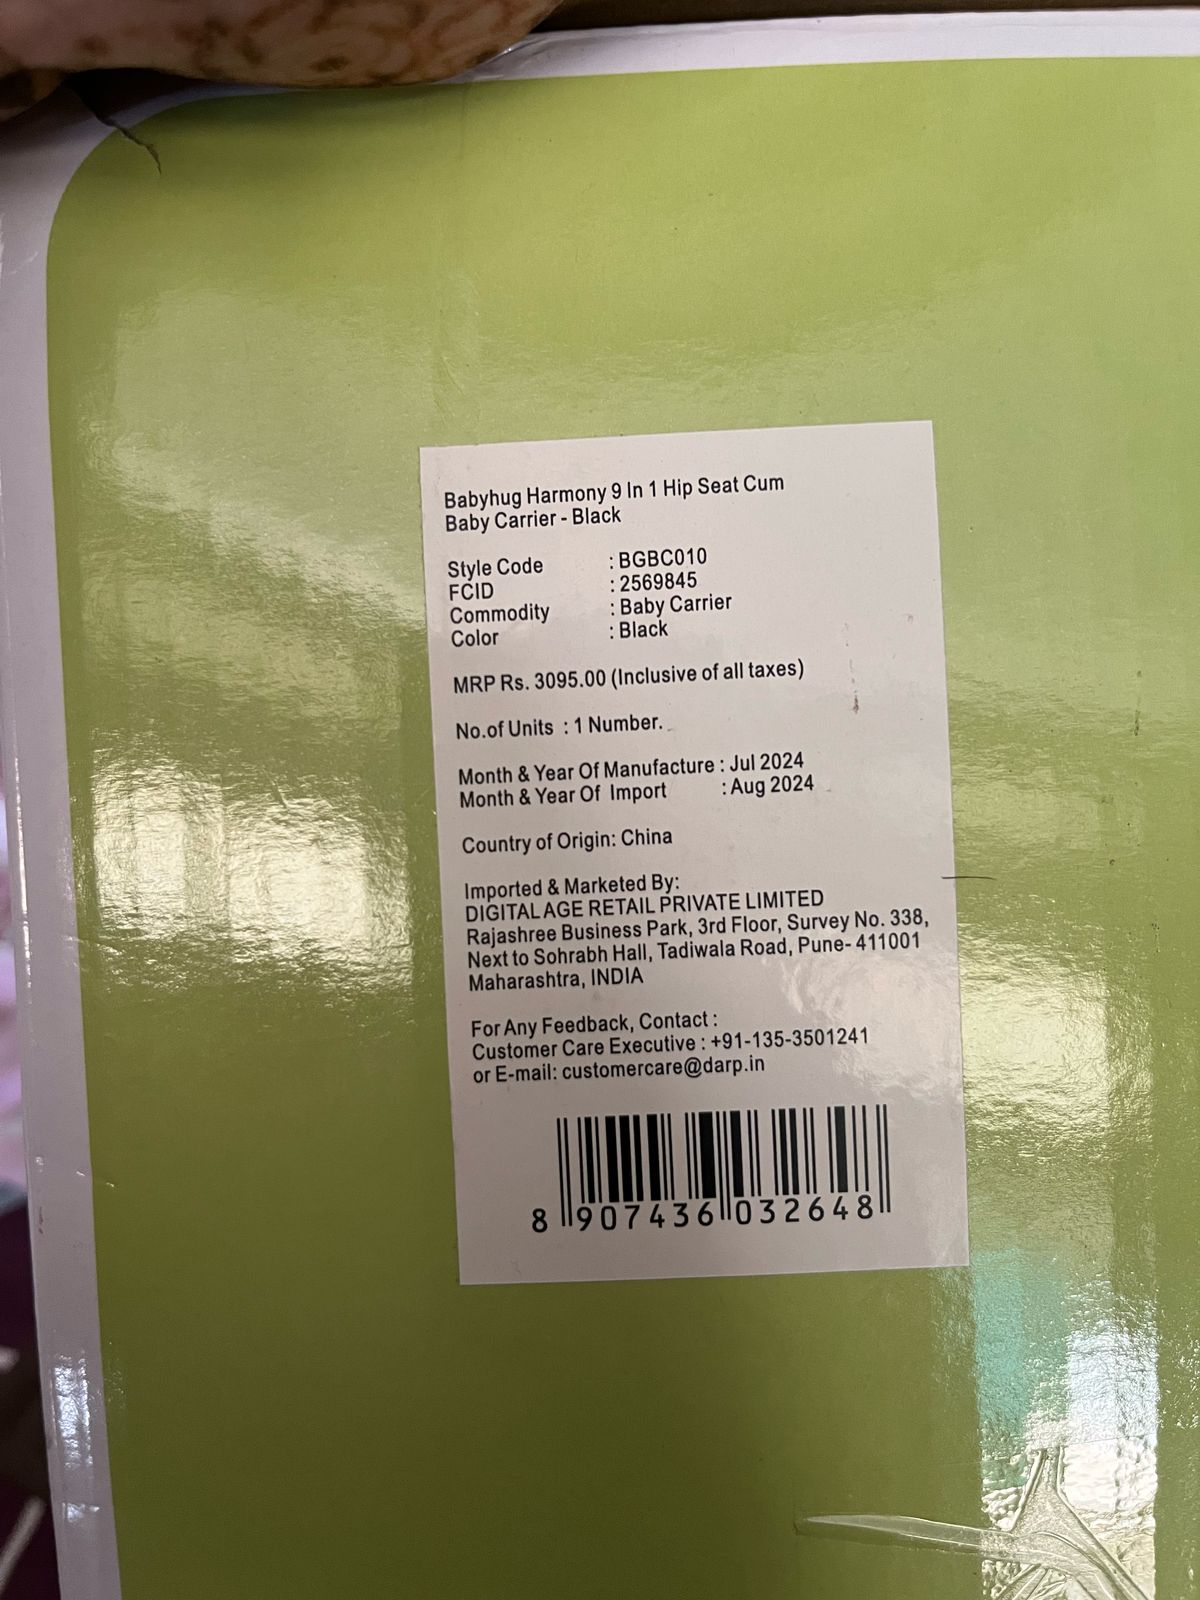 Babyhug Harmony 9 In 1 Hip Seat Cum
Baby Carrier - Black
Style Code : BGBC010
FCID : 2569845
Commodity : Baby Carrier
Color : Black
MRP Rs. 3095.00 (Inclusive of all taxes)
No.of Units : 1 Number.
Month & Year Of Manufacture : Jul 2024
Month & Year Of Import : Aug 2024
Country of Origin: China
Imported & Marketed By:
DIGITAL AGE RETAIL PRIVATE LIMITED
Rajashree Business Park, 3rd Floor, Survey No. 338,
Next to Sohrabh Hall, Tadiwala Road, Pune- 411001
Maharashtra, INDIA
For Any Feedback, Contact :
Customer Care Executive : +91-135-3501241
or E-mail: customercare@darp.in
8 907436 032648